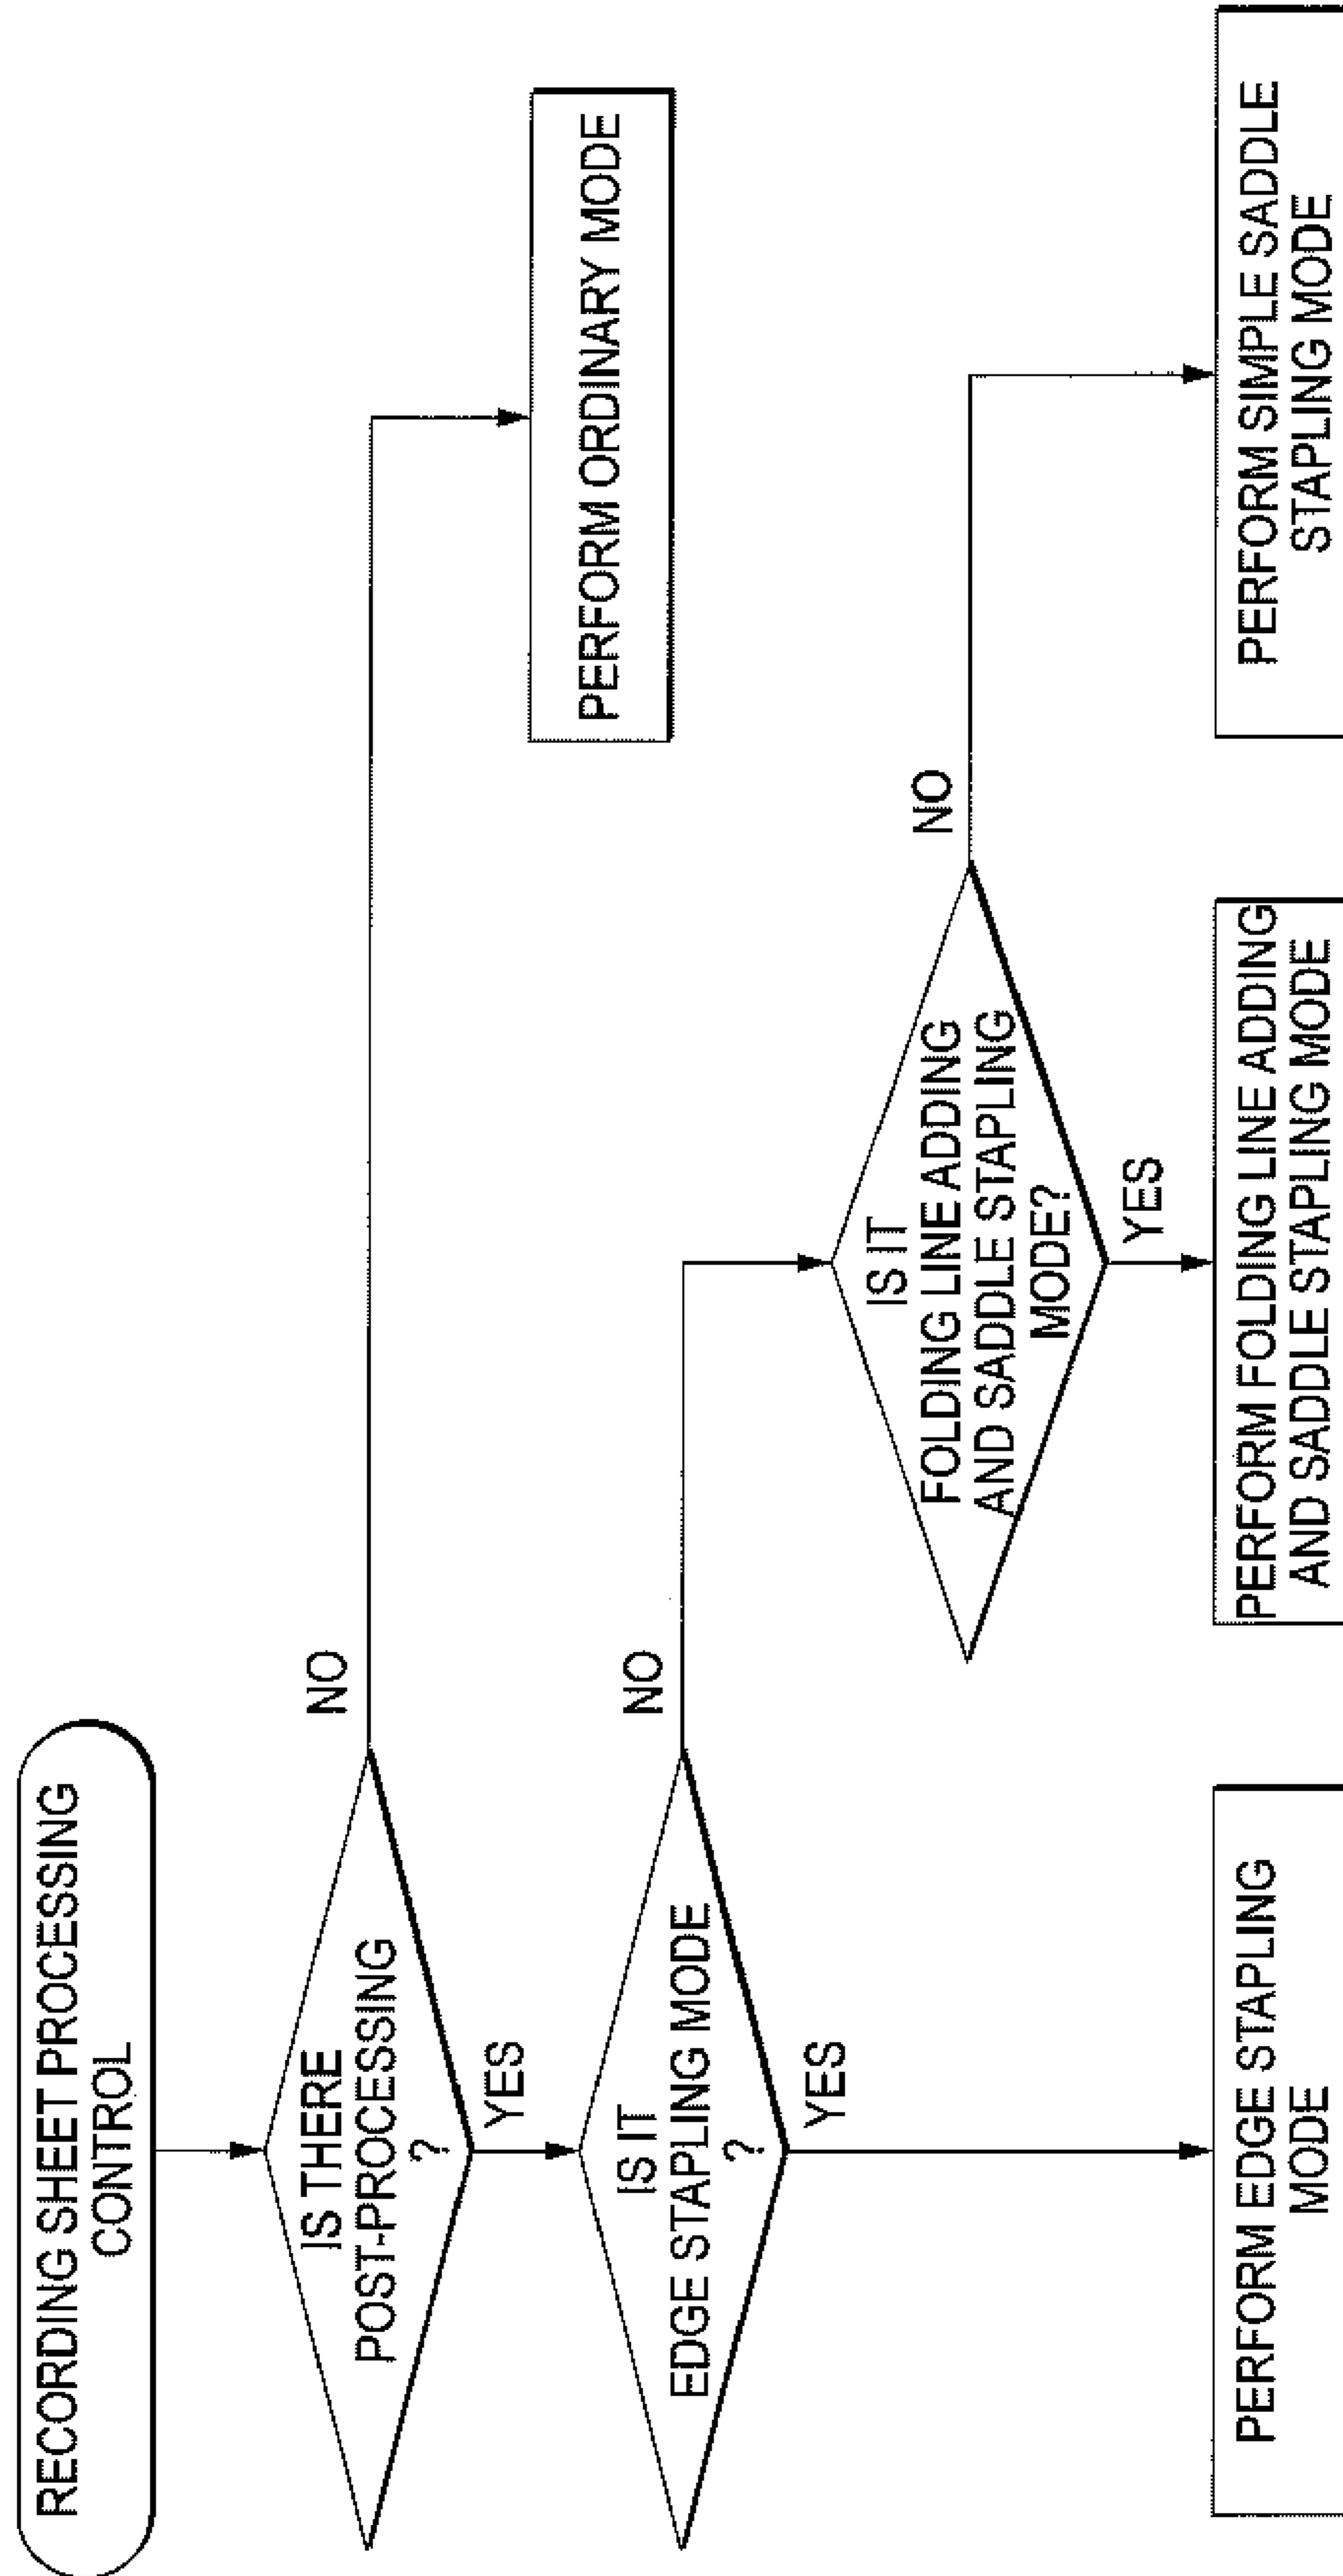 RECORDING SHEET PROCESSING
CONTROL
IS THERE
POST-PROCESSING
?
NO
YES
PERFORM ORDINARY MODE
IS IT
EDGE STAPLING MODE
?
NO
YES
IS IT
FOLDING LINE ADDING
AND SADDLE STAPLING
MODE?
NO
YES
PERFORM EDGE STAPLING
MODE
PERFORM FOLDING LINE ADDING
AND SADDLE STAPLING MODE
PERFORM SIMPLE SADDLE
STAPLING MODE